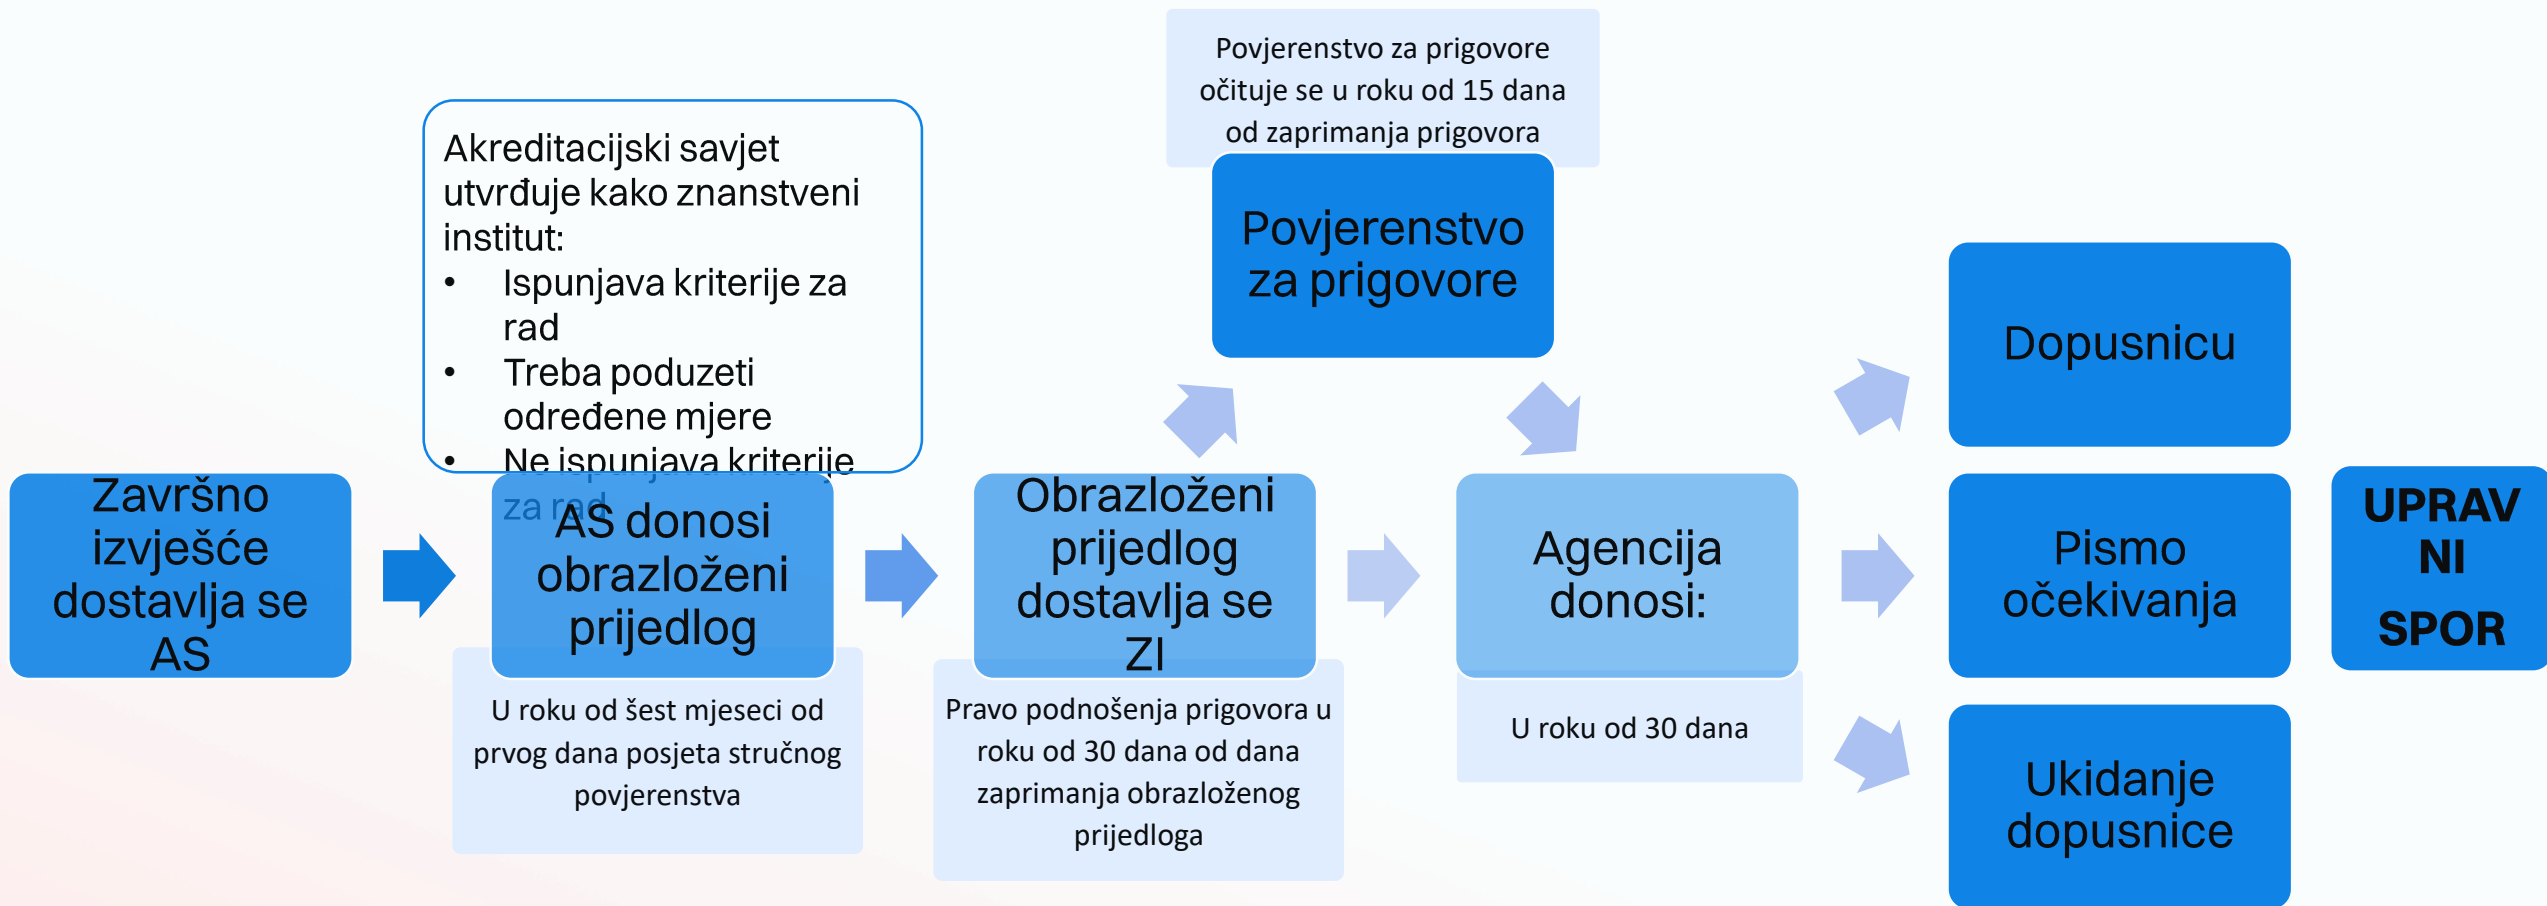 Povjerenstvo za prigovore
očituje se u roku od 15 dana
od zaprimanja prigovora
Akreditacijski savjet
utvrđuje kako znanstveni
institut:
• Ispunjava kriterije za
rad
• Treba poduzeti
određene mjere
• Ne ispunjava kriterije
za rad
Povjerenstvo
za prigovore
Završno
izvješće
dostavlja se
AS
AS donosi
obrazloženi
prijedlog
U roku od šest mjeseci od
prvog dana posjeta stručnog
povjerenstva
Obrazloženi
prijedlog
dostavlja se
ZI
Pravo podnošenja prigovora u
roku od 30 dana od dana
zaprimanja obrazloženog
prijedloga
Agencija
donosi:
U roku od 30 dana
Dopusnicu
Pismo
očekivanja
Ukidanje
dopusnice
UPRAV
NI
SPOR